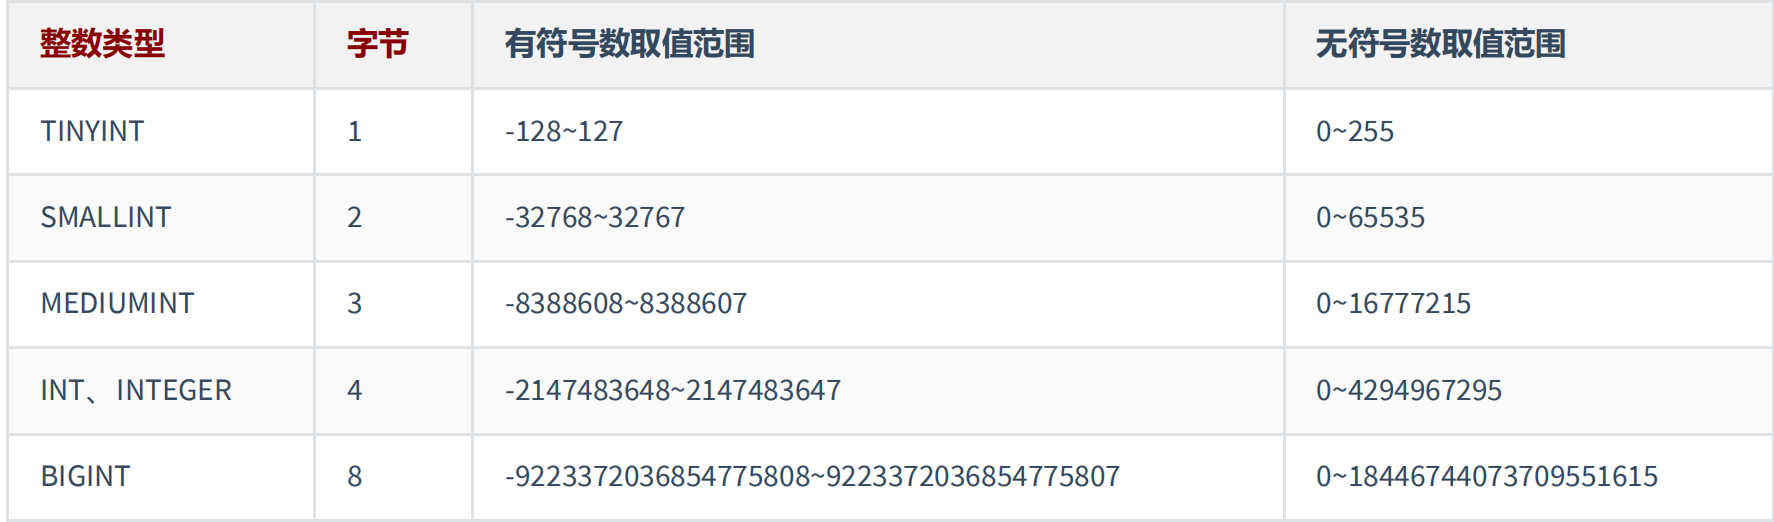 整数类型 字节 有符号数取值范围 无符号数取值范围
TINYINT 1 -128~127 0~255
SMALLINT 2 -32768~32767 0~65535
MEDIUMINT 3 -8388608~8388607 0~16777215
INT、INTEGER 4 -2147483648~2147483647 0~4294967295
BIGINT 8 -9223372036854775808~9223372036854775807 0~18446744073709551615